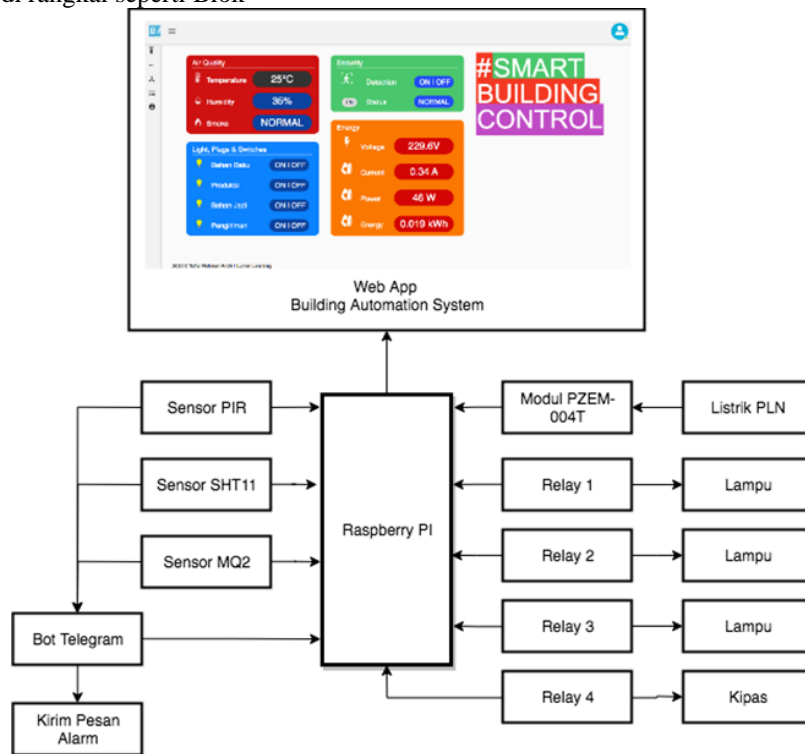 di rangkai seperti Blok
Air Quality
Temperature 25°C
Humidity 35%
Smoke NORMAL
Security
Detection ON I OFF
Status NORMAL
#SMART
BUILDING
CONTROL
Light, Plugs & Switches
Bahan Baku ON I OFF
Produksi ON I OFF
Bahan Jadi ON I OFF
Pengiriman ON I OFF
Energy
Voltage 229.6V
Current 0.34 A
Power 46 W
Energy 0.019 kWh
Web App
Building Automation System
Sensor PIR
Sensor SHT11
Sensor MQ2
Bot Telegram
Kirim Pesan
Alarm
Raspberry PI
Modul PZEM-
004T
Listrik PLN
Relay 1
Lampu
Relay 2
Lampu
Relay 3
Lampu
Relay 4
Kipas